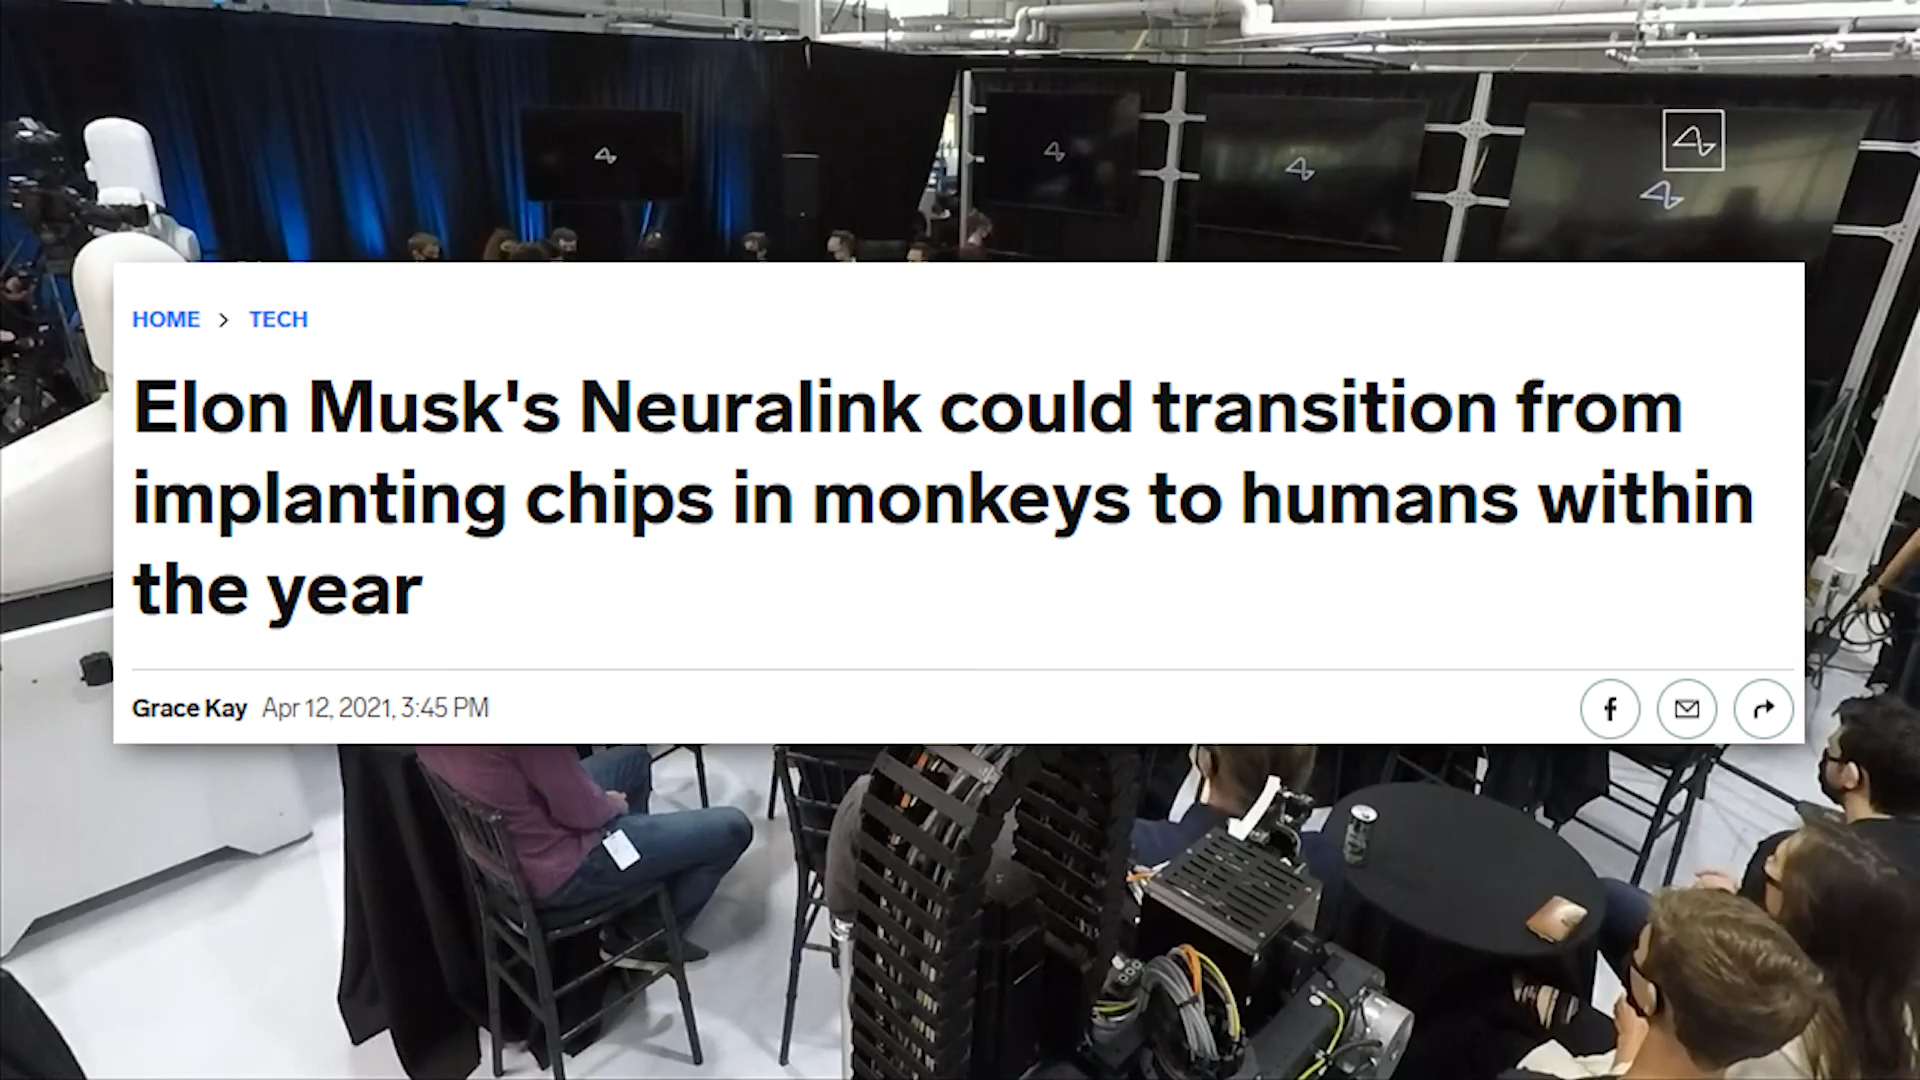 HOME > TECH
Elon Musk's Neuralink could transition from
implanting chips in monkeys to humans within
the year
Grace Kay Apr 12, 2021, 3:45 PM